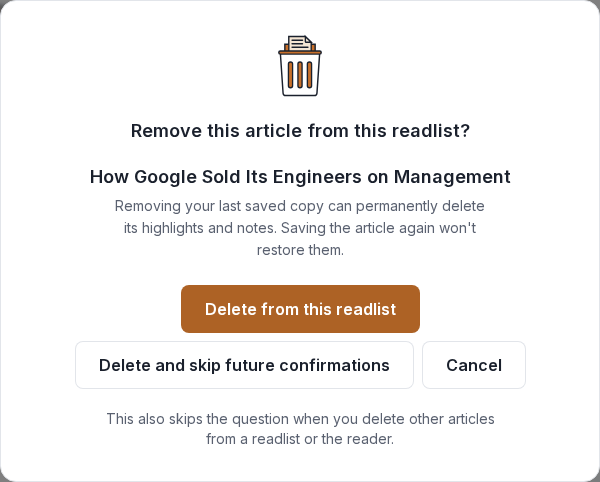 Remove this article from this readlist?
How Google Sold Its Engineers on Management
Removing your last saved copy can permanently delete
its highlights and notes. Saving the article again won't
restore them.
Delete from this readlist
Delete and skip future confirmations
Cancel
This also skips the question when you delete other articles
from a readlist or the reader.